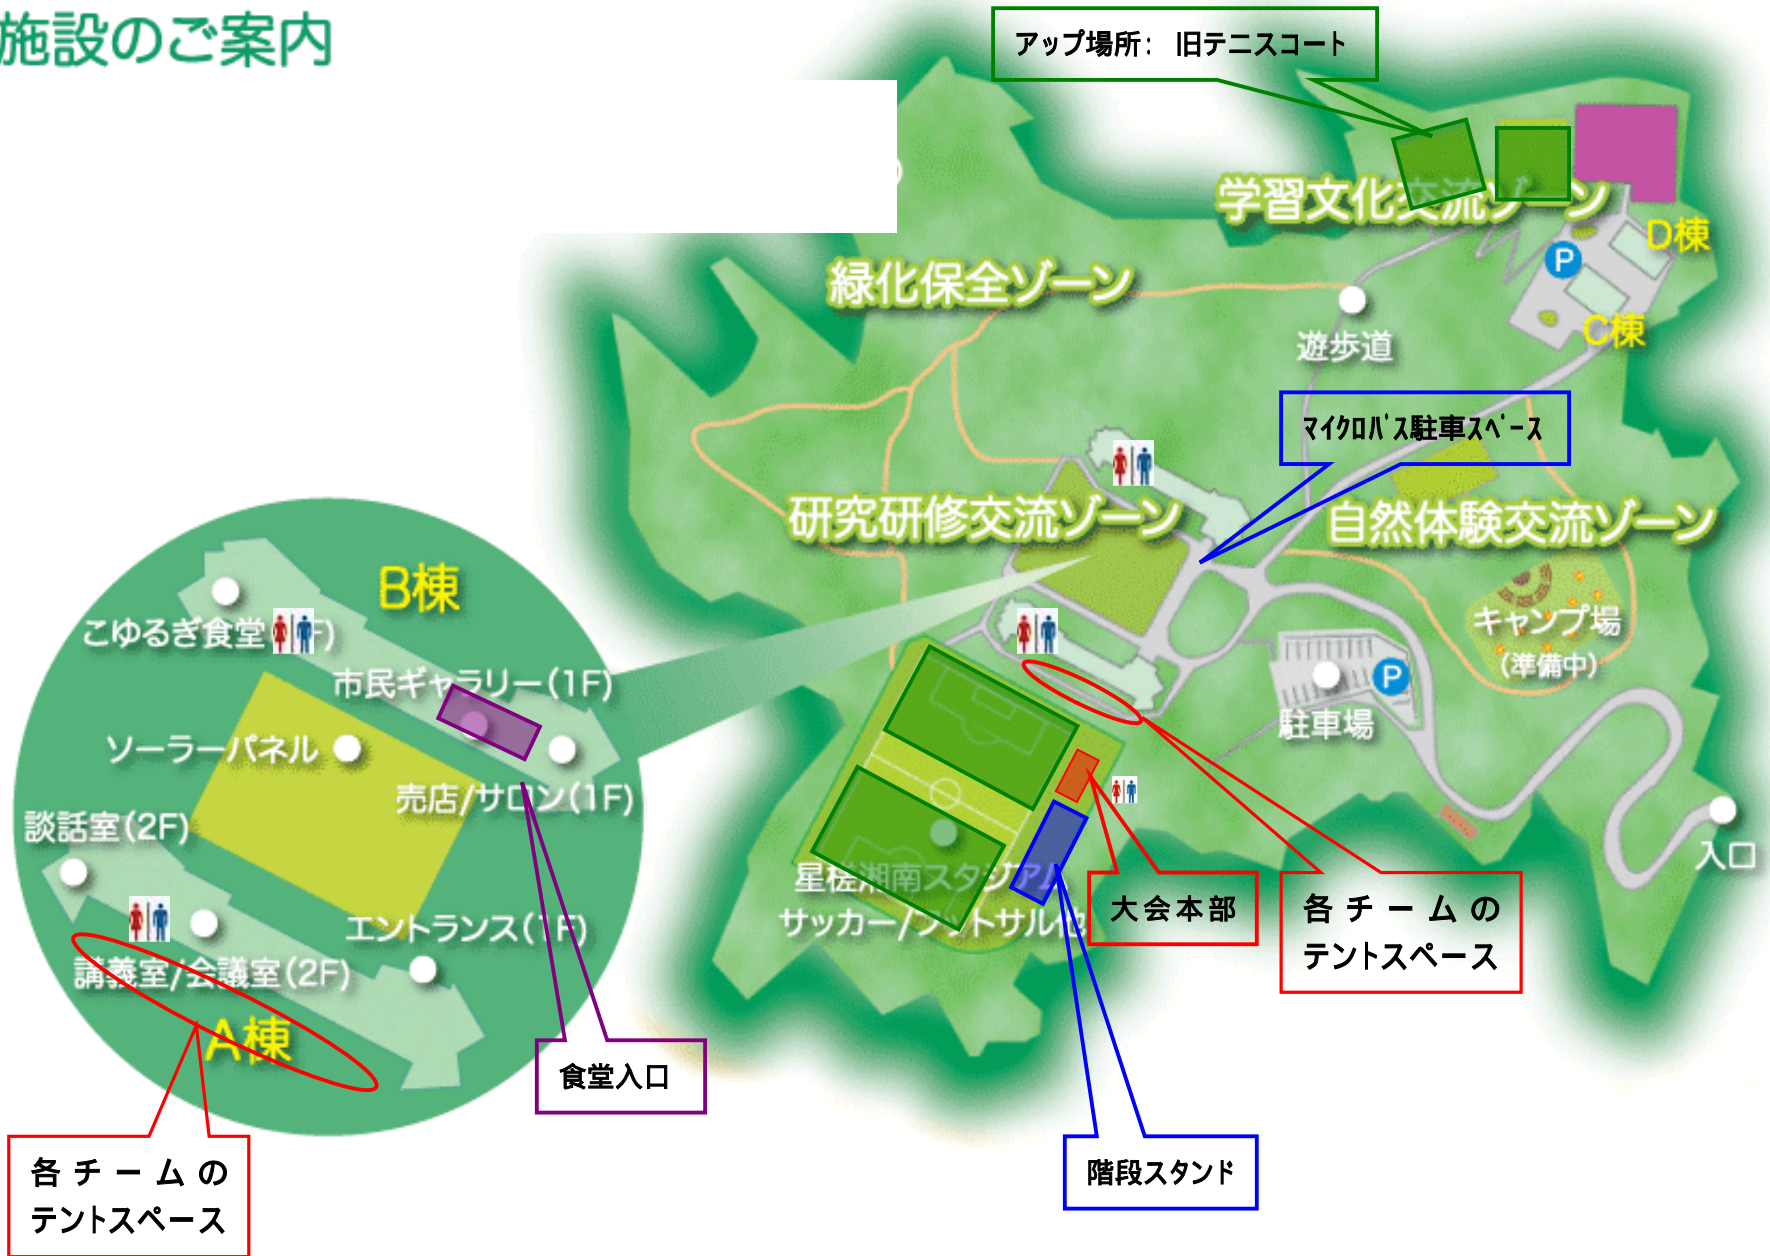 施設のご案内
アップ場所： 旧テニスコート
学習文化交流ゾーン
D棟
P
緑化保全ゾーン
C棟
遊歩道
マイクロバス駐車スペース
研究研修交流ゾーン
自然体験交流ゾーン
B棟
こゆるぎ食堂
キャンプ場
(準備中)
市民ギャラリー(1F)
P
駐車場
ソーラーパネル
売店/サロン(1F)
談話室(2F)
入口
星槎湘南スタジアム
サッカー/フットサル他
大会本部
各チームの
テントスペース
エントランス(1F)
講義室/会議室(2F)
A棟
食堂入口
階段スタンド
各チームの
テントスペース